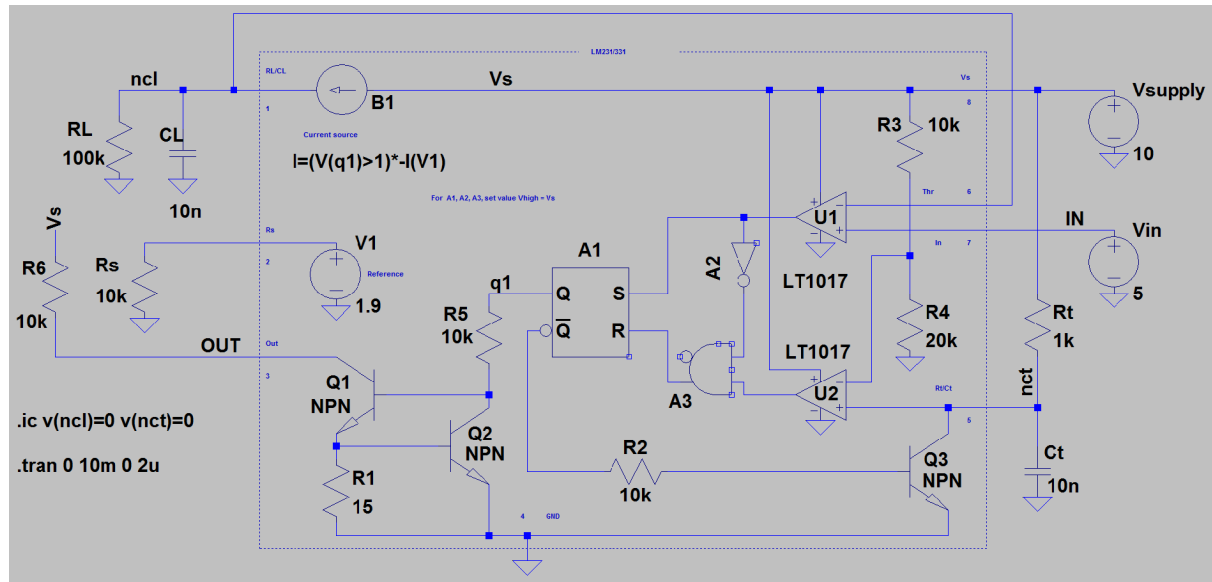 LM231/331
ncl
RL/CL
1
B1
Vs
Vs
8
Vsupply
10
RL
100k
CL
10n
Current source
I=(V(q1)>1)*-I(V1)
R3
10k
For A1, A2, A3, set value Vhigh = Vs
Thr
6
U1
LT1017
IN
In
7
Vin
5
Vs
R6
10k
Rs
10k
Rs
2
V1
Reference
1.9
A1
A2
q1
Q
S
Q
R
R5
10k
R4
20k
Rt
1k
LT1017
U2
A3
nct
Rt/Ct
5
OUT
Out
3
Q1
NPN
Q2
NPN
R2
10k
Q3
NPN
Ct
10n
.ic v(ncl)=0 v(nct)=0
.tran 0 10m 0 2u
R1
15
4
GND